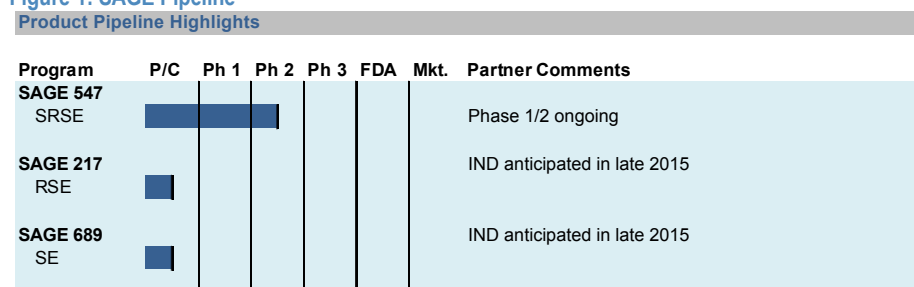 Figure 1: SAGE Pipeline
Product Pipeline Highlights
Program P/C Ph 1 Ph 2 Ph 3 FDA Mkt. Partner Comments
SAGE 547
SRSE Phase 1/2 ongoing
SAGE 217 IND anticipated in late 2015
RSE
SAGE 689 IND anticipated in late 2015
SE